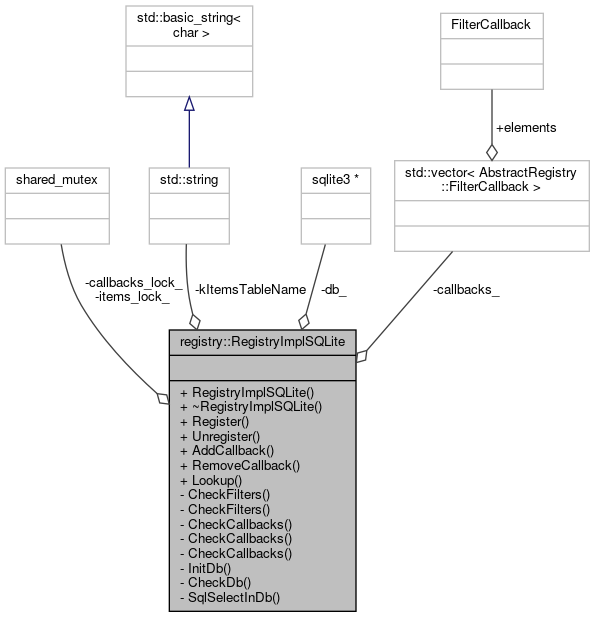 std::basic_string<
char >
FilterCallback
+elements
shared_mutex
std::string
sqlite3 *
std::vector< AbstractRegistry
::FilterCallback >
-callbacks_lock_
-items_lock_
-kItemsTableName
-db_
-callbacks_
registry::RegistryImplSQLite
+ RegistryImplSQLite()
+ ~RegistryImplSQLite()
+ Register()
+ Unregister()
+ AddCallback()
+ RemoveCallback()
+ Lookup()
- CheckFilters()
- CheckFilters()
- CheckCallbacks()
- CheckCallbacks()
- CheckCallbacks()
- InitDb()
- CheckDb()
- SqlSelectInDb()